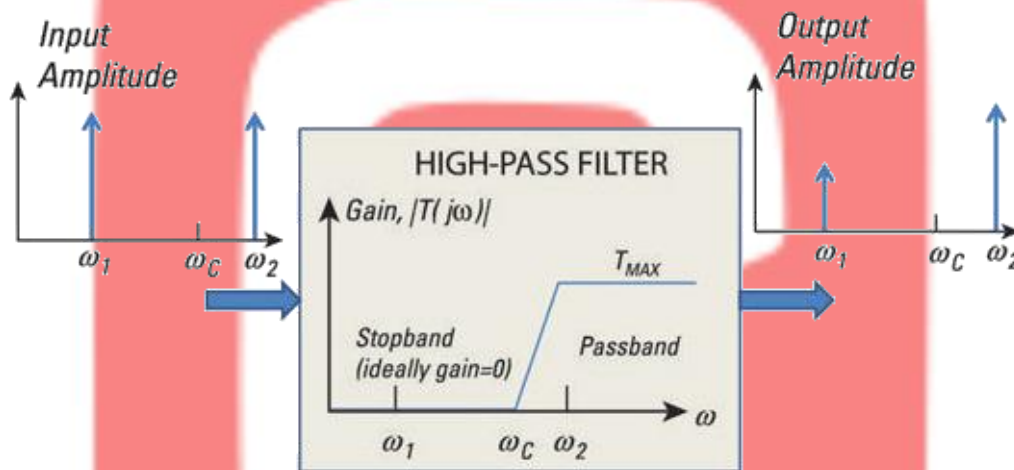 Input
Amplitude
ω1
ωC
ω2
HIGH-PASS FILTER
Gain, |T( jω)|
TMAX
Stopband
(ideally gain=0)
Passband
ω
ω1
ωC
ω2
Output
Amplitude
ω1
ωC
ω2